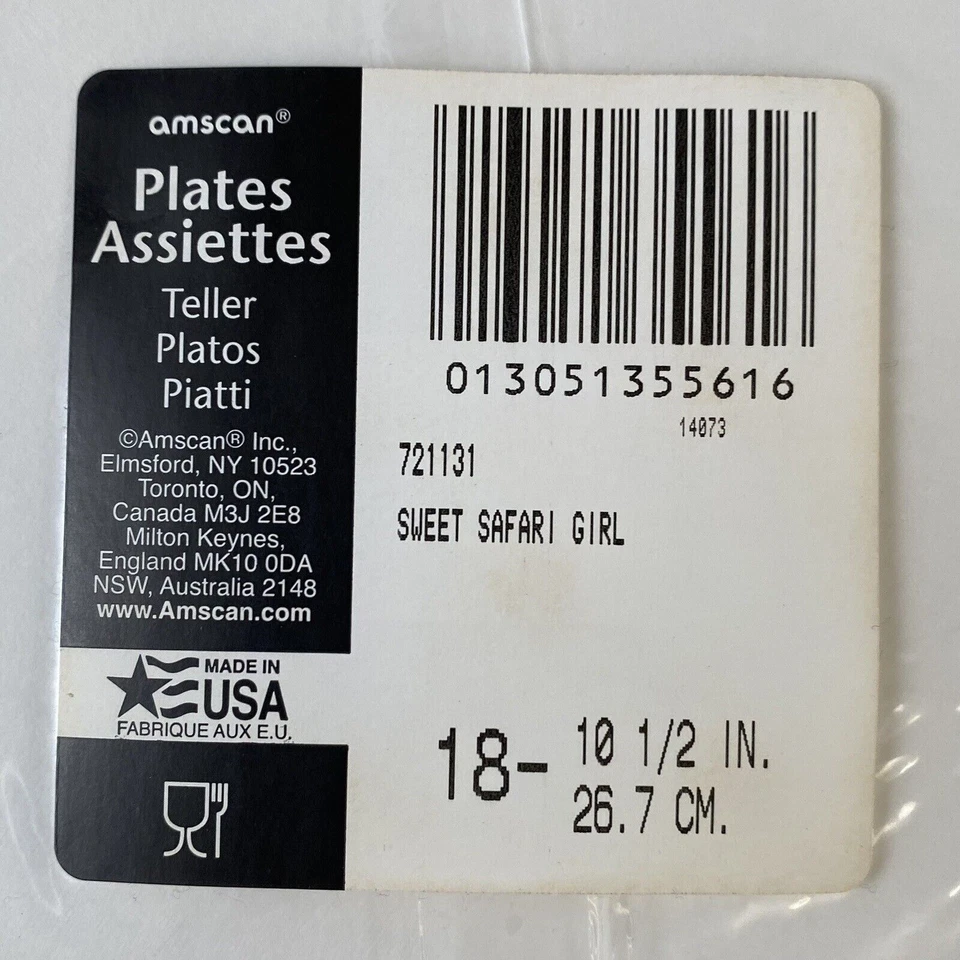 amscan®
Plates
Assiettes
Teller
Platos
Piatti
©Amscan® Inc.,
Elmsford, NY 10523
Toronto, ON,
Canada M3J 2E8
Milton Keynes,
England MK10 0DA
NSW, Australia 2148
www.Amscan.com
MADE IN
USA
FABRIQUE AUX E.U.
013051355616
14073
721131
SWEET SAFARI GIRL
18- 10 1/2 IN.
26.7 CM.